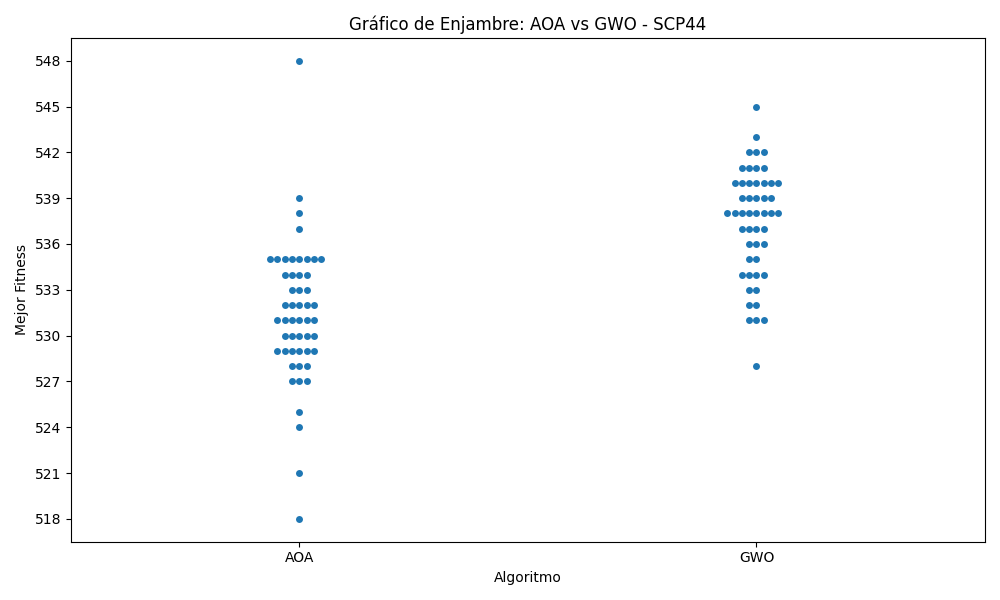 Gráfico de Enjambre: AOA vs GWO - SCP44
548
545
542
539
536
533
530
527
524
521
518
Mejor Fitness
AOA
GWO
Algoritmo